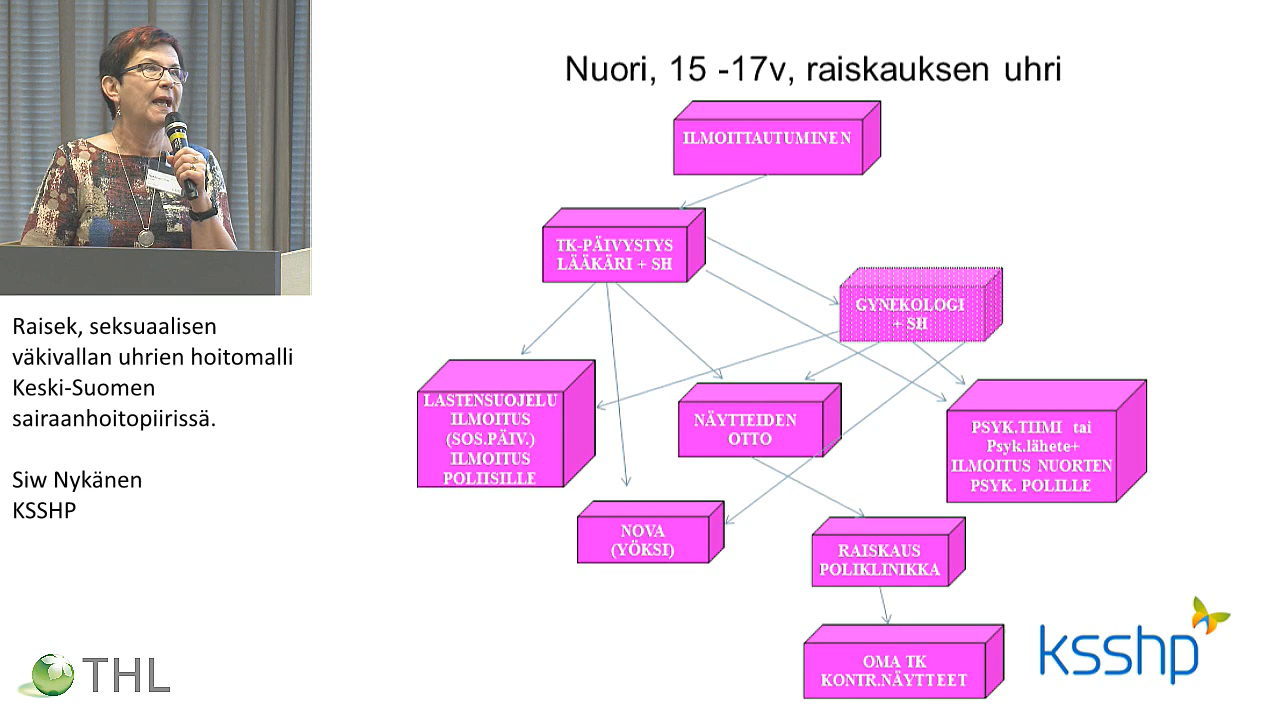 Nuori, 15 -17v, raiskauksen uhri
ILMOITTAUTUMINEN
TK-PÄIVYSTYS
LÄÄKÄRI + SH
GYNEKOLOGI
+ SH
LASTENSUOJELU
ILMOITUS
(SOS.PÄIV.)
ILMOITUS
POLIISILLE
NÄYTTEIDEN
OTTO
PSYK.TIIMI tai
Psyk.lähete+
ILMOITUS NUORTEN
PSYK. POLILLE
NOVA
(YÖKSI)
RAISKAUS
POLIKLINIKKA
OMA TK
KONTR.NÄYTTEET
Raisek, seksuaalisen
väkivallan uhrien hoitomalli
Keski-Suomen
sairaanhoitopiirissä.
Siw Nykänen
KSSHP
THL
ksshp